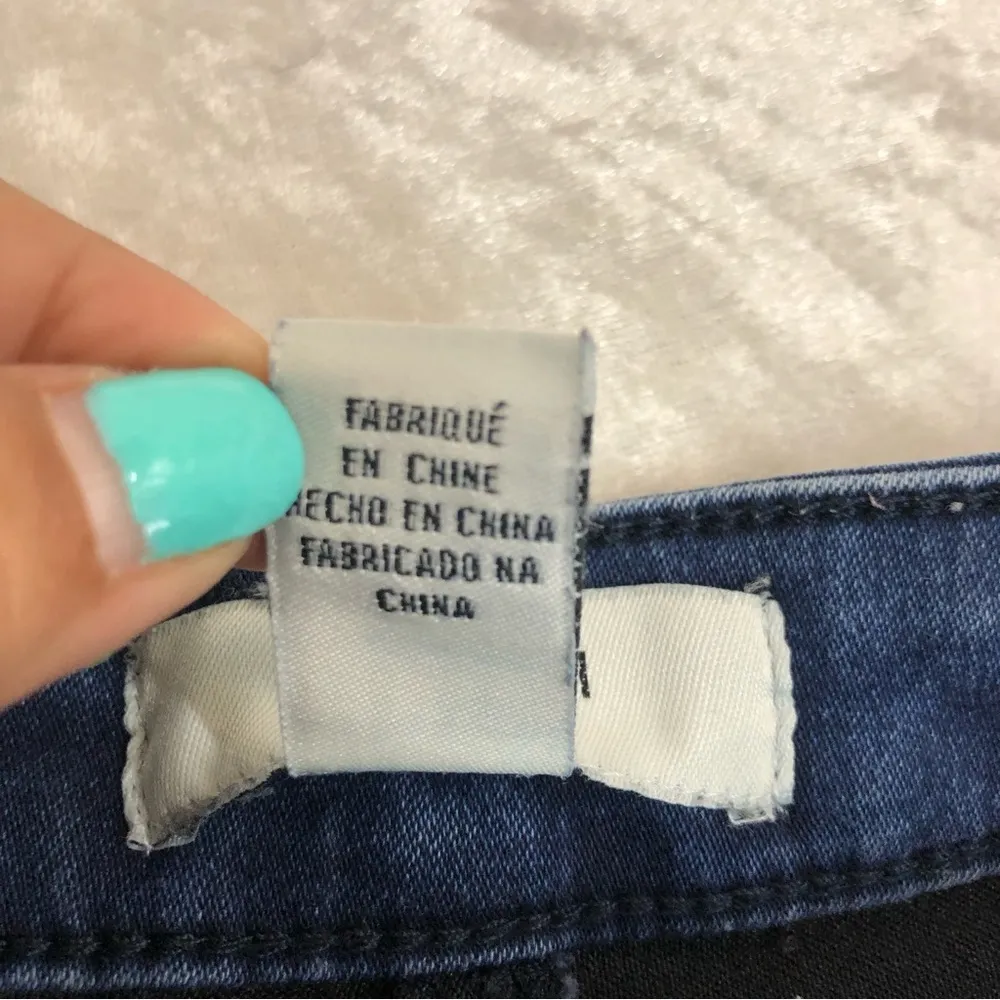 FABRIQUÉ
EN CHINE
HECHO EN CHINA
FABRICADO NA
CHINA